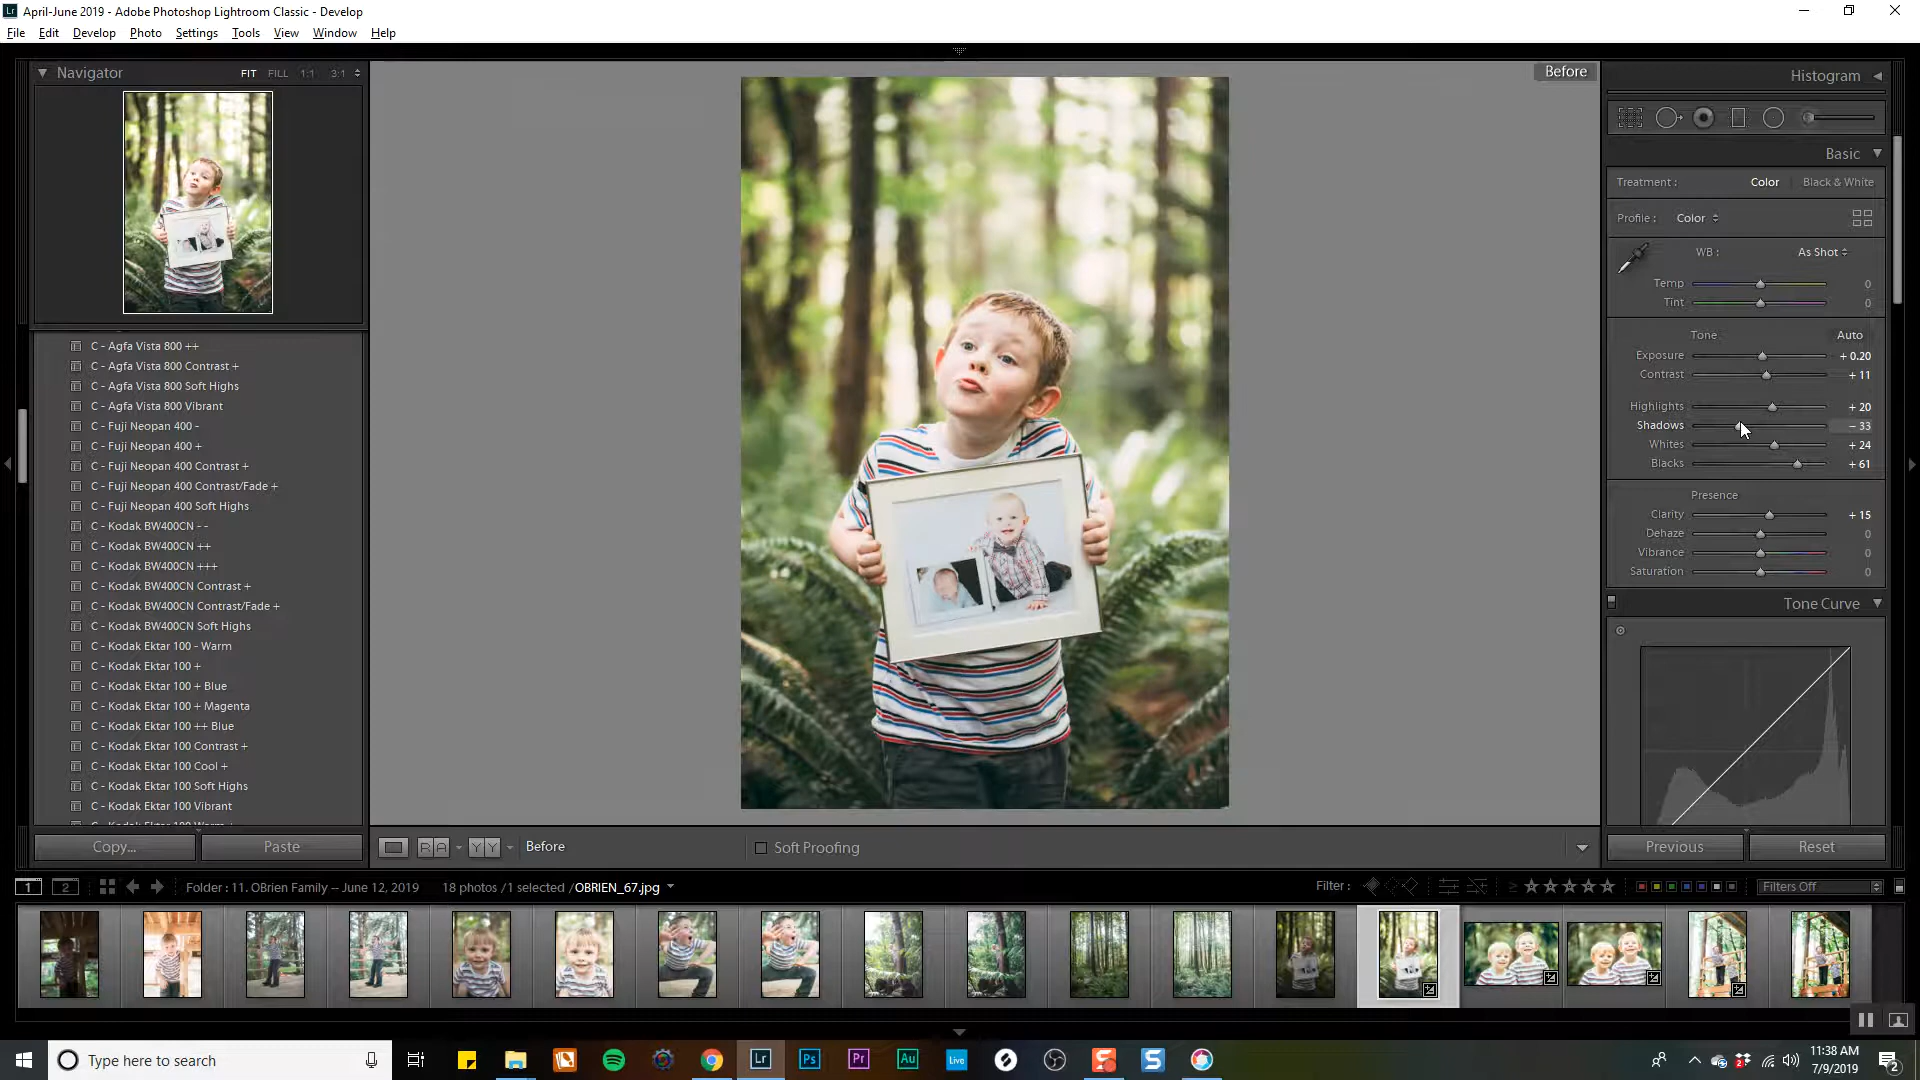 April-June 2019 - Adobe Photoshop Lightroom Classic - Develop
File Edit Develop Photo Settings Tools View Window Help
Navigator FIT FILL 1:1 3:1
C - Agfa Vista 800 ++
C - Agfa Vista 800 Contrast +
C - Agfa Vista 800 Soft Highs
C - Agfa Vista 800 Vibrant
C - Fuji Neopan 400 -
C - Fuji Neopan 400 +
C - Fuji Neopan 400 Contrast +
C - Fuji Neopan 400 Contrast/Fade +
C - Fuji Neopan 400 Soft Highs
C - Kodak BW400CN - -
C - Kodak BW400CN ++
C - Kodak BW400CN +++
C - Kodak BW400CN Contrast +
C - Kodak BW400CN Contrast/Fade +
C - Kodak BW400CN Soft Highs
C - Kodak Ektar 100 - Warm
C - Kodak Ektar 100 +
C - Kodak Ektar 100 + Blue
C - Kodak Ektar 100 + Magenta
C - Kodak Ektar 100 ++ Blue
C - Kodak Ektar 100 Contrast +
C - Kodak Ektar 100 Cool +
C - Kodak Ektar 100 Soft Highs
C - Kodak Ektar 100 Vibrant
Copy... Paste
Before
Histogram
Basic
Treatment : Color Black & White
Profile : Color
WB : As Shot
Temp 0
Tint 0
Tone Auto
Exposure + 0.20
Contrast + 11
Highlights + 20
Shadows - 33
Whites + 24
Blacks + 61
Presence
Clarity + 15
Dehaze 0
Vibrance 0
Saturation 0
Tone Curve
Previous Reset
R A Y Y Before Soft Proofing
1 2 Folder : 11. OBrien Family -- June 12, 2019 18 photos / 1 selected / OBRIEN_67.jpg Filter : Filters Off
Type here to search
Lr Ps Pr Au Live
11:38 AM
7/9/2019
2